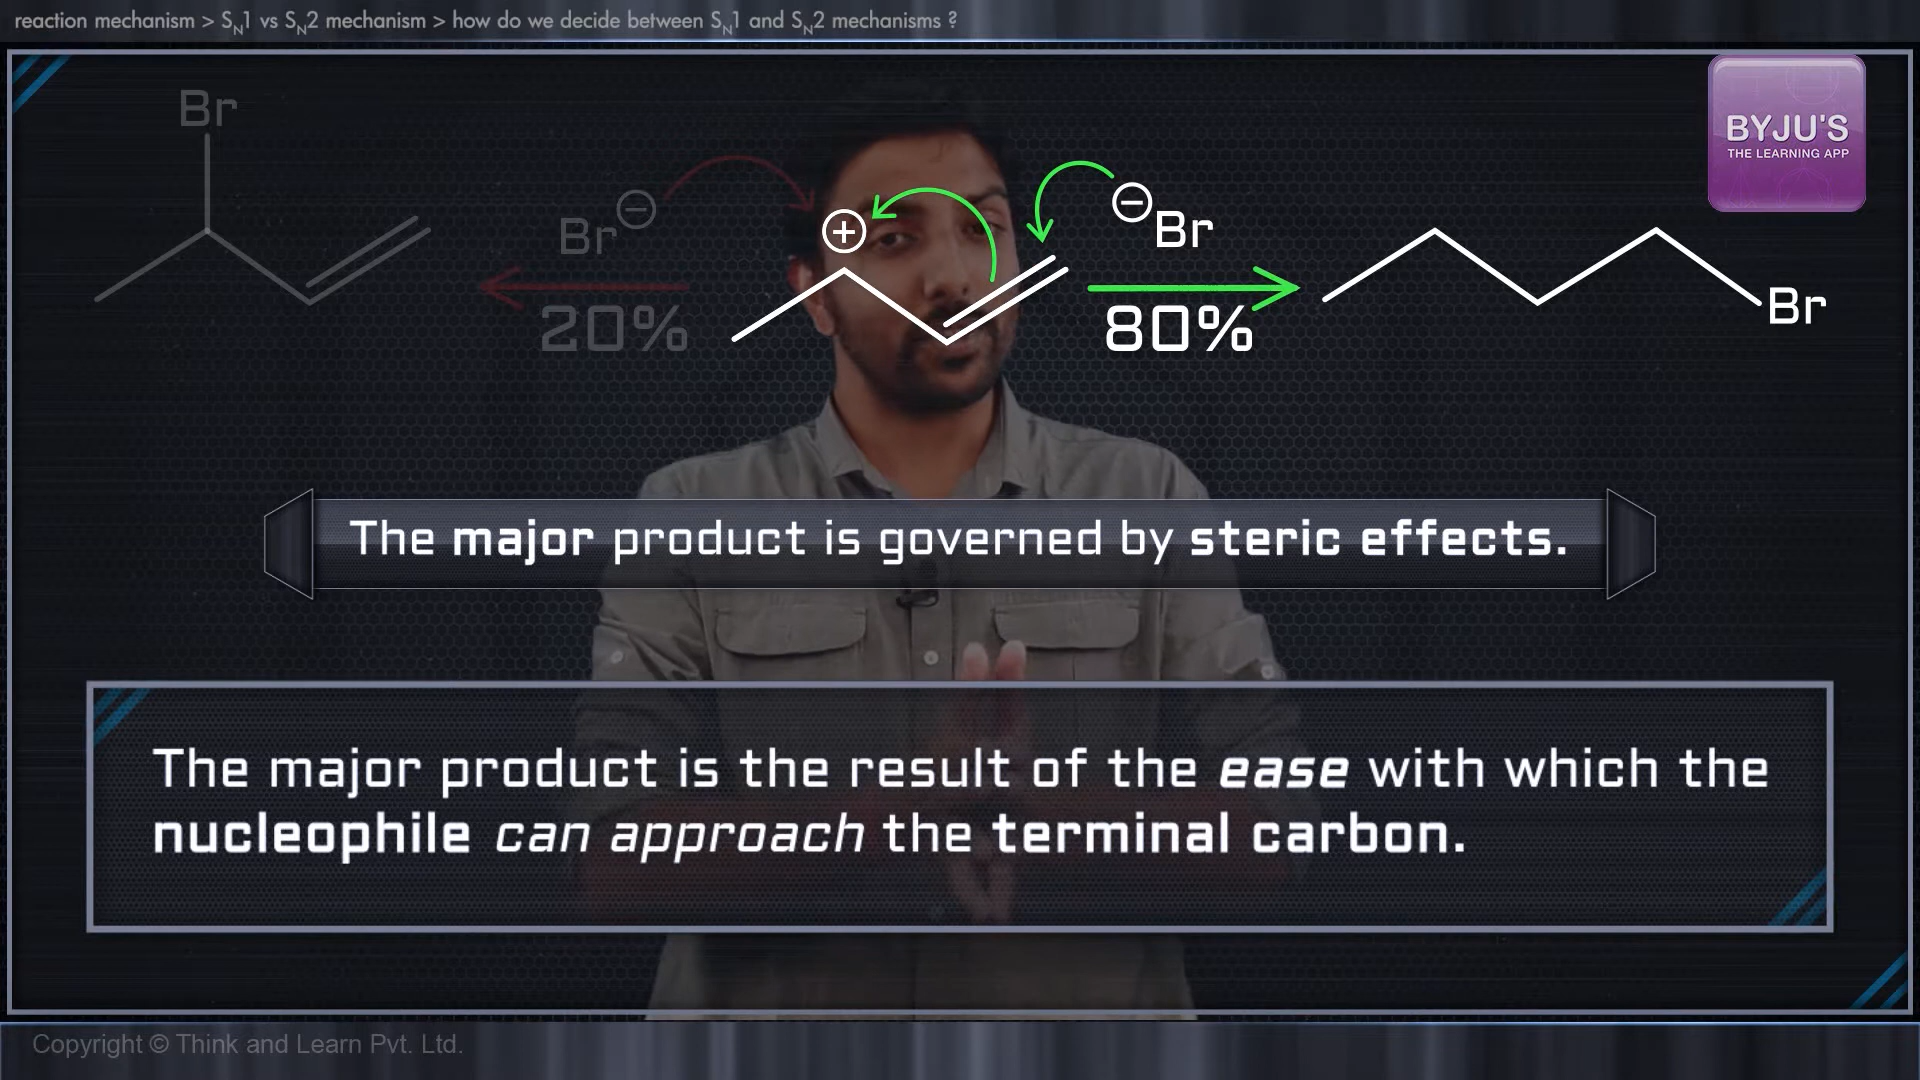 reaction mechanism > SN1 vs SN2 mechanism > how do we decide between SN1 and SN2 mechanisms ?
BYJU'S
THE LEARNING APP
Br
Br⊖
⊕
⊖Br
20%
80%
Br
The major product is governed by steric effects.
The major product is the result of the ease with which the
nucleophile can approach the terminal carbon.
Copyright © Think and Learn Pvt. Ltd.